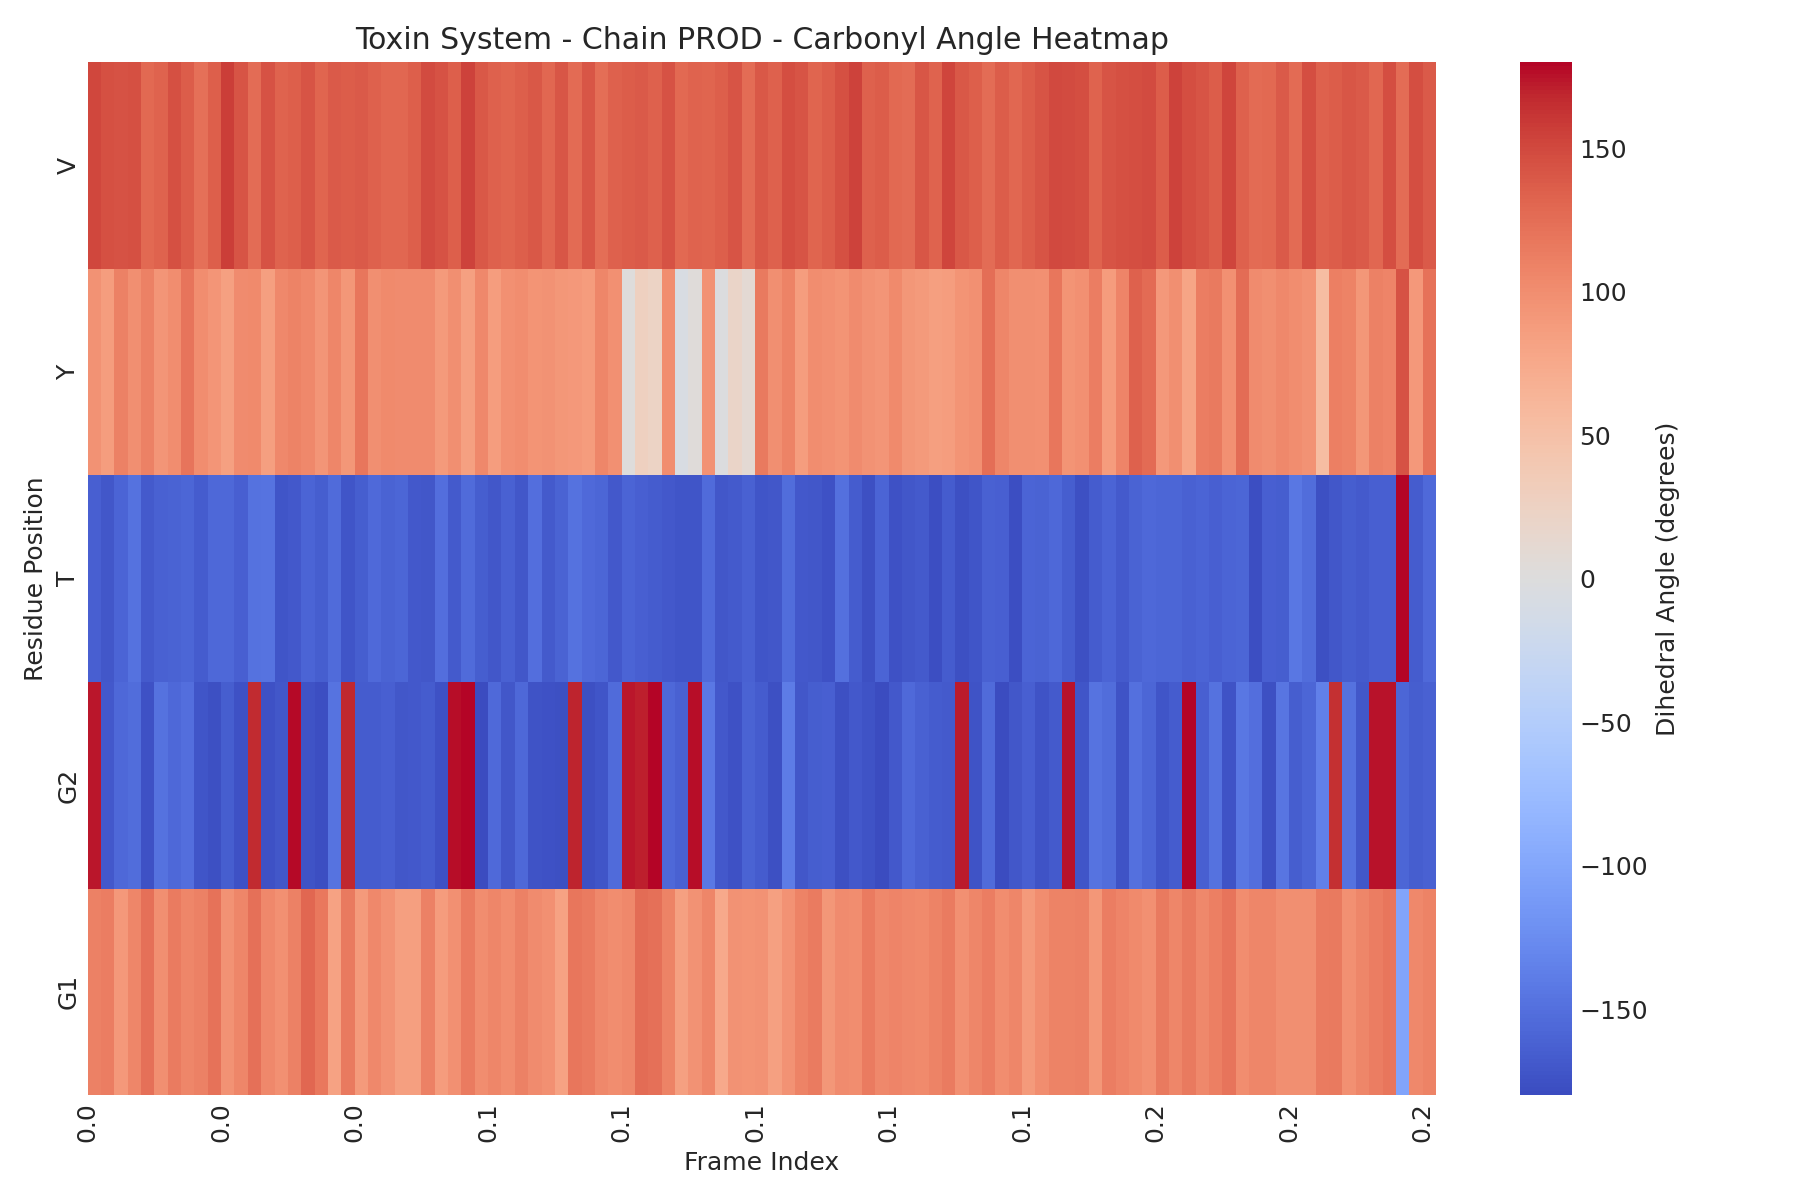 Toxin System - Chain PROD - Carbonyl Angle Heatmap
Residue Position
V
Y
T
G2
G1
0.0
0.0
0.0
0.1
0.1
0.1
0.1
0.1
0.2
0.2
0.2
Frame Index
150
100
50
0
−50
−100
−150
Dihedral Angle (degrees)